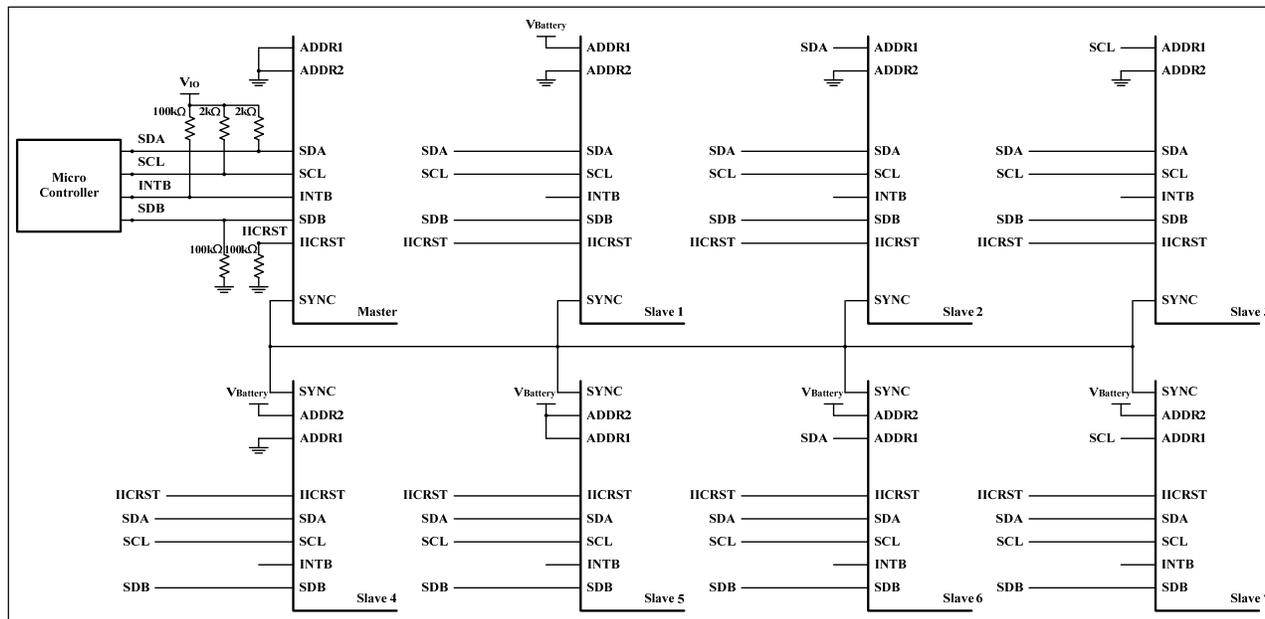 ADDR1
ADDR2
VIO
100kΩ
2kΩ
2kΩ
SDA
SCL
INTB
SDB
Micro
Controller
SDA
SCL
INTB
SDB
IICRST
IICRST
100kΩ
100kΩ
SYNC
Master
VBattery
ADDR1
ADDR2
SDA
SDA
SCL
SCL
INTB
SDB
SDB
IICRST
IICRST
SYNC
Slave 1
SDA
ADDR1
ADDR2
SDA
SDA
SCL
SCL
INTB
SDB
SDB
IICRST
IICRST
SYNC
Slave 2
SCL
ADDR1
ADDR2
SDA
SDA
SCL
SCL
INTB
SDB
SDB
IICRST
IICRST
SYNC
Slave
SYNC
VBattery
ADDR2
ADDR1
IICRST
IICRST
SDA
SDA
SCL
SCL
INTB
SDB
SDB
Slave 4
SYNC
VBattery
ADDR2
ADDR1
IICRST
IICRST
SDA
SDA
SCL
SCL
INTB
SDB
SDB
Slave 5
SYNC
VBattery
ADDR2
SDA
ADDR1
IICRST
IICRST
SDA
SDA
SCL
SCL
INTB
SDB
SDB
Slave 6
SYNC
VBattery
ADDR2
SCL
ADDR1
IICRST
IICRST
SDA
SDA
SCL
SCL
INTB
SDB
SDB
Slave